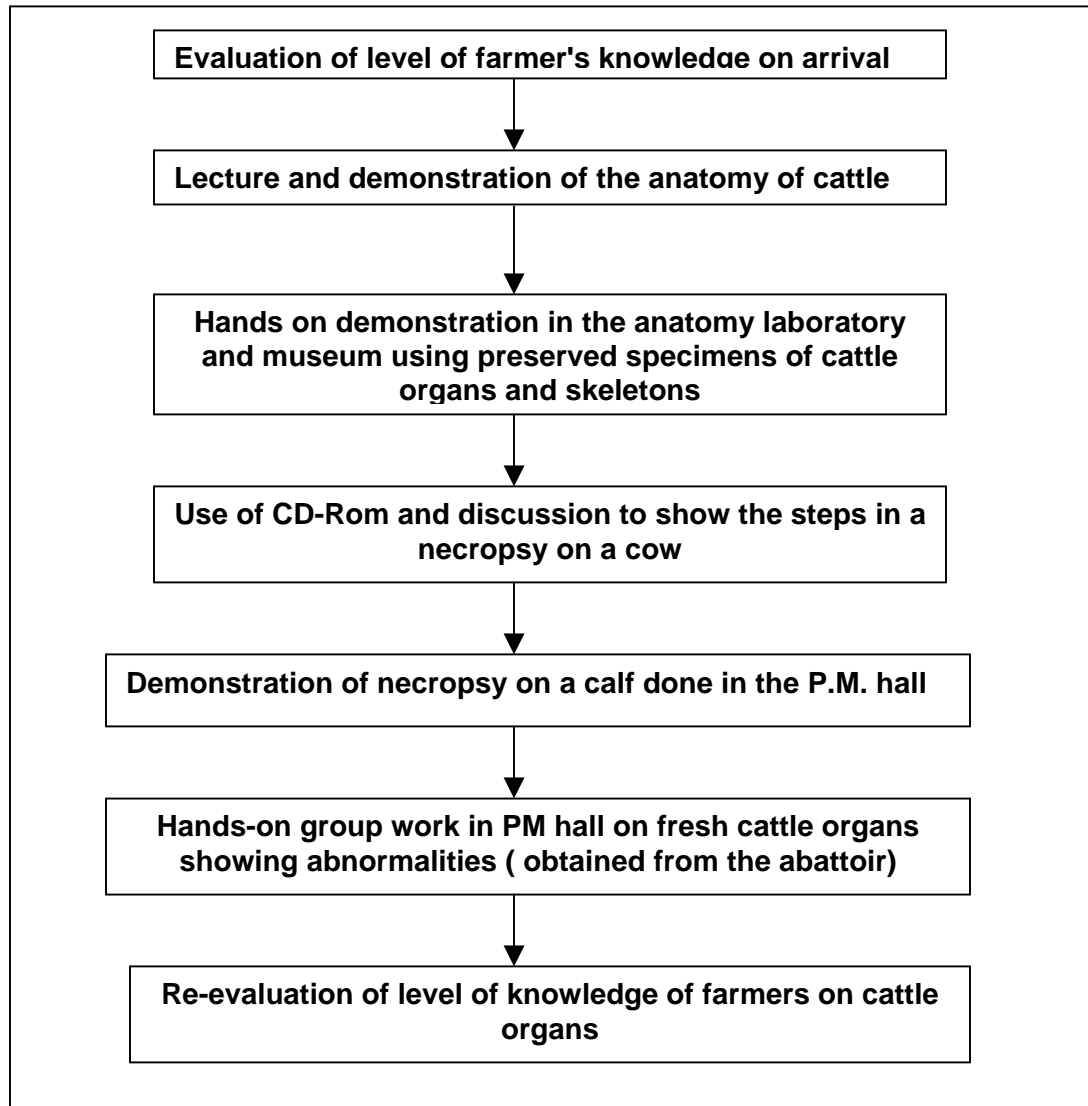 Evaluation of level of farmer's knowledge on arrival
Lecture and demonstration of the anatomy of cattle
Hands on demonstration in the anatomy laboratory
and museum using preserved specimens of cattle
organs and skeletons
Use of CD-Rom and discussion to show the steps in a
necropsy on a cow
Demonstration of necropsy on a calf done in the P.M. hall
Hands-on group work in PM hall on fresh cattle organs
showing abnormalities ( obtained from the abattoir)
Re-evaluation of level of knowledge of farmers on cattle
organs